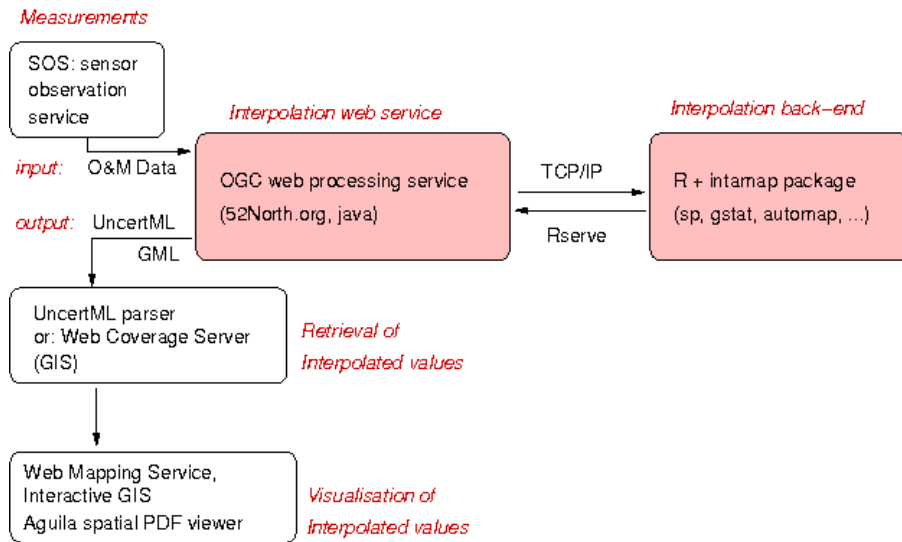 Measurements
SOS: sensor
observation
service
Interpolation web service
Interpolation back-end
input: O&M Data
OGC web processing service
(52North.org, java)
TCP/IP
Rserve
R + intamap package
(sp, gstat, automap, ...)
output: UncertML
GML
UncertML parser
or: Web Coverage Server
(GIS)
Retrieval of
Interpolated values
Web Mapping Service,
Interactive GIS
Aguila spatial PDF viewer
Visualisation of
Interpolated values